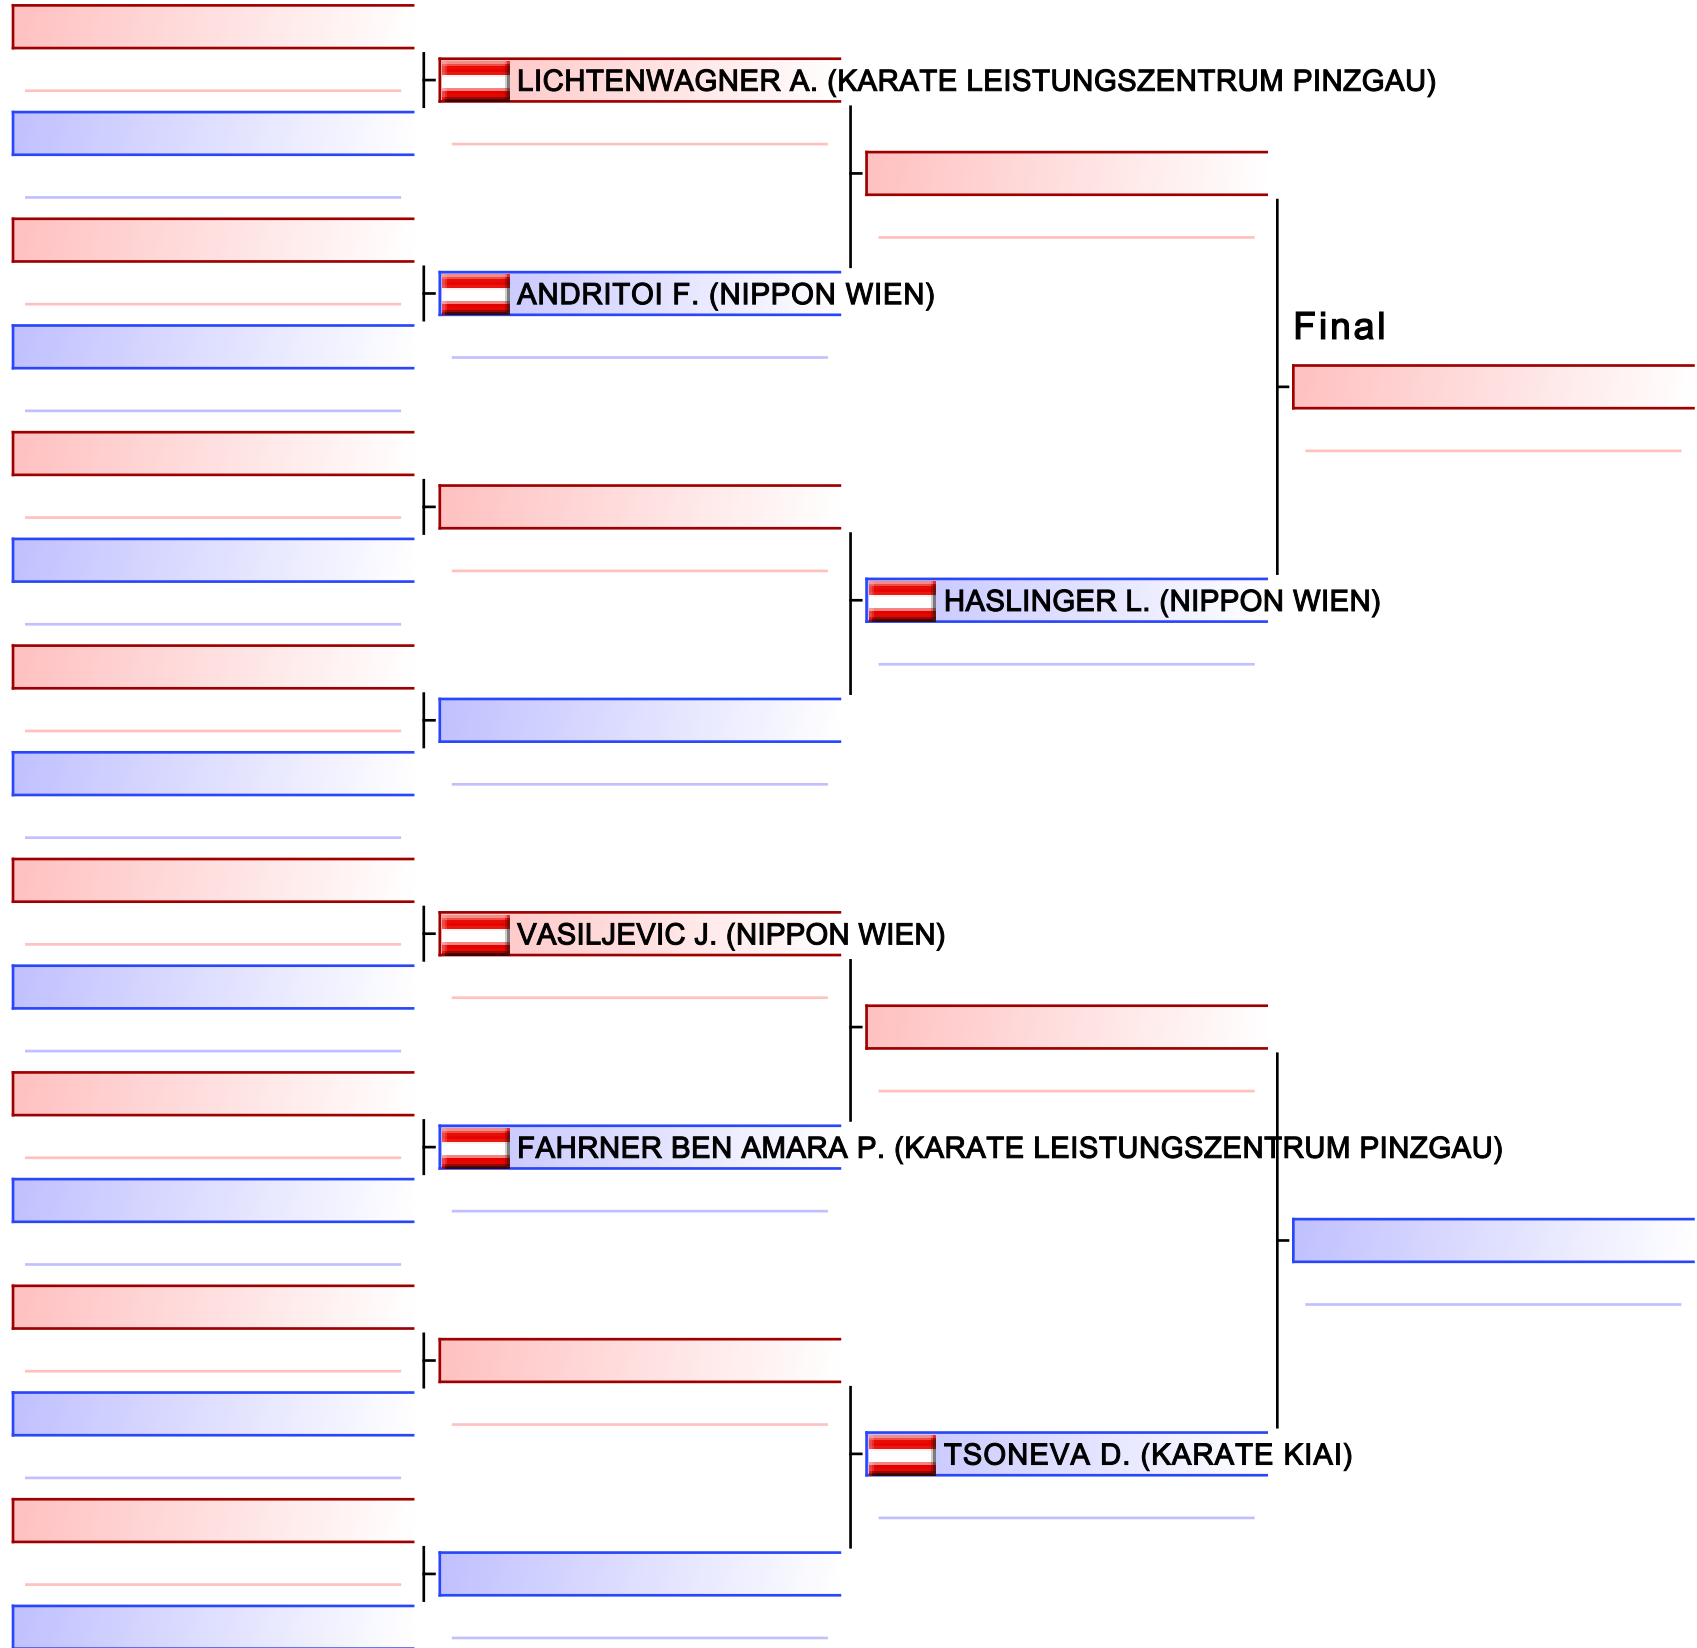 LICHTENWAGNER A. (KARATE LEISTUNGSZENTRUM PINZGAU)
ANDRITOI F. (NIPPON WIEN)
Final
HASLINGER L. (NIPPON WIEN)
VASILJEVIC J. (NIPPON WIEN)
FAHRNER BEN AMARA P. (KARATE LEISTUNGSZENTRUM PINZGAU)
TSONEVA D. (KARATE KIAI)